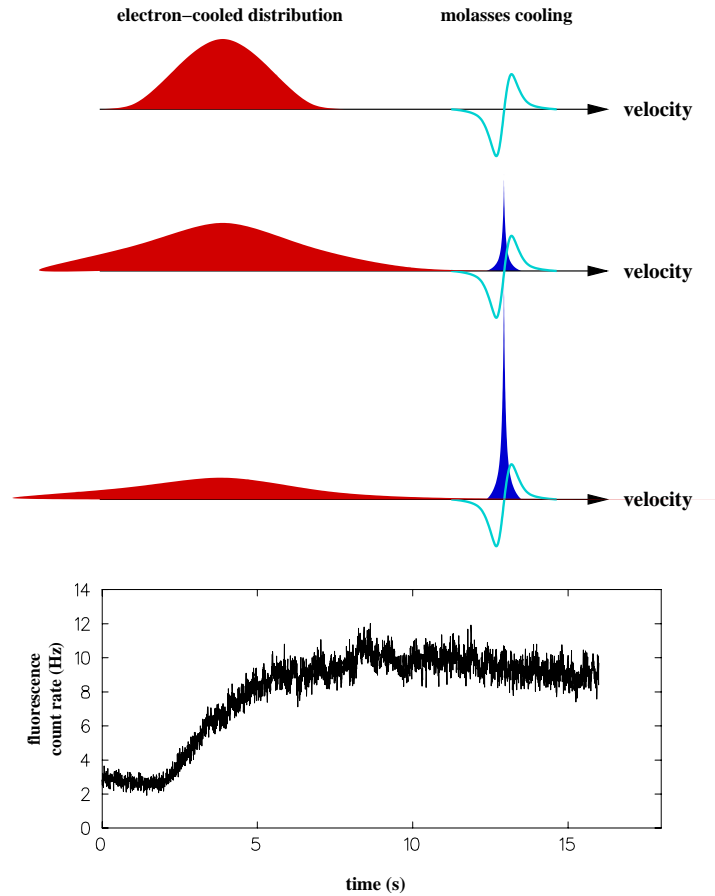 electron−cooled distribution
molasses cooling
velocity
velocity
velocity
14
12
10
8
6
4
2
0
fluorescence
count rate (Hz)
0
5
10
15
time (s)